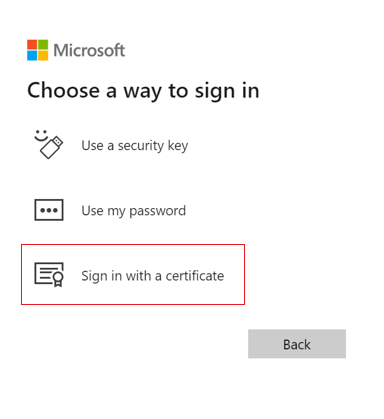 Microsoft
Choose a way to sign in
Use a security key
Use my password
Sign in with a certificate
Back